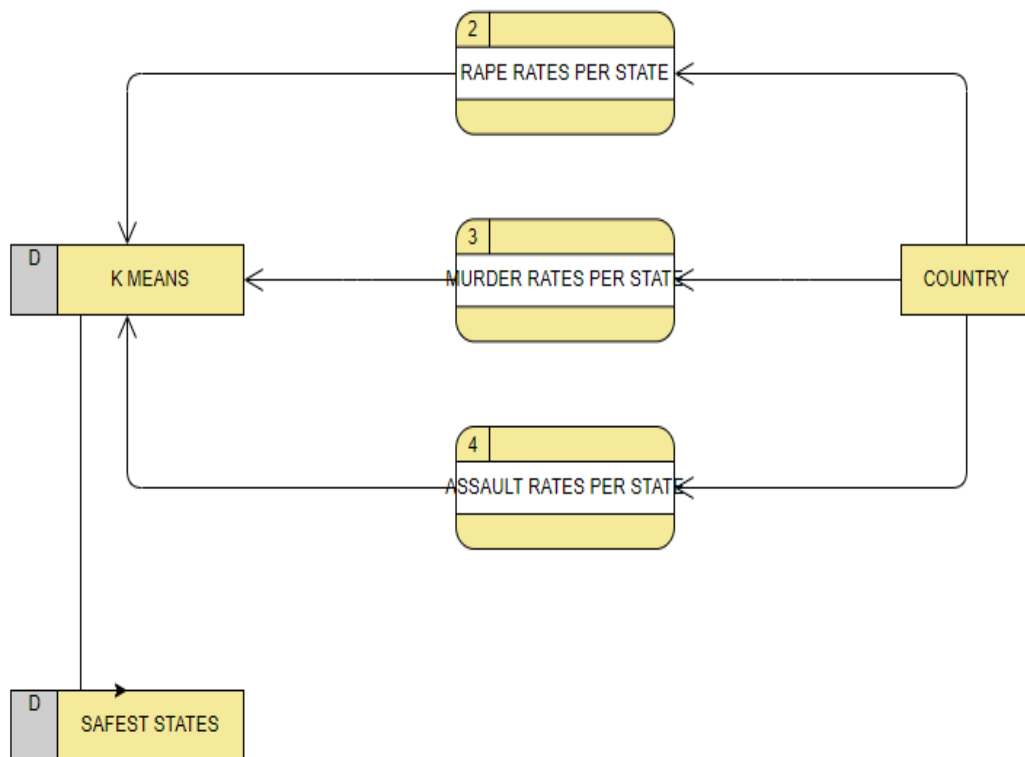 2
RAPE RATES PER STATE
3
D
K MEANS
MURDER RATES PER STATE
COUNTRY
4
ASSAULT RATES PER STATE
D
SAFEST STATES